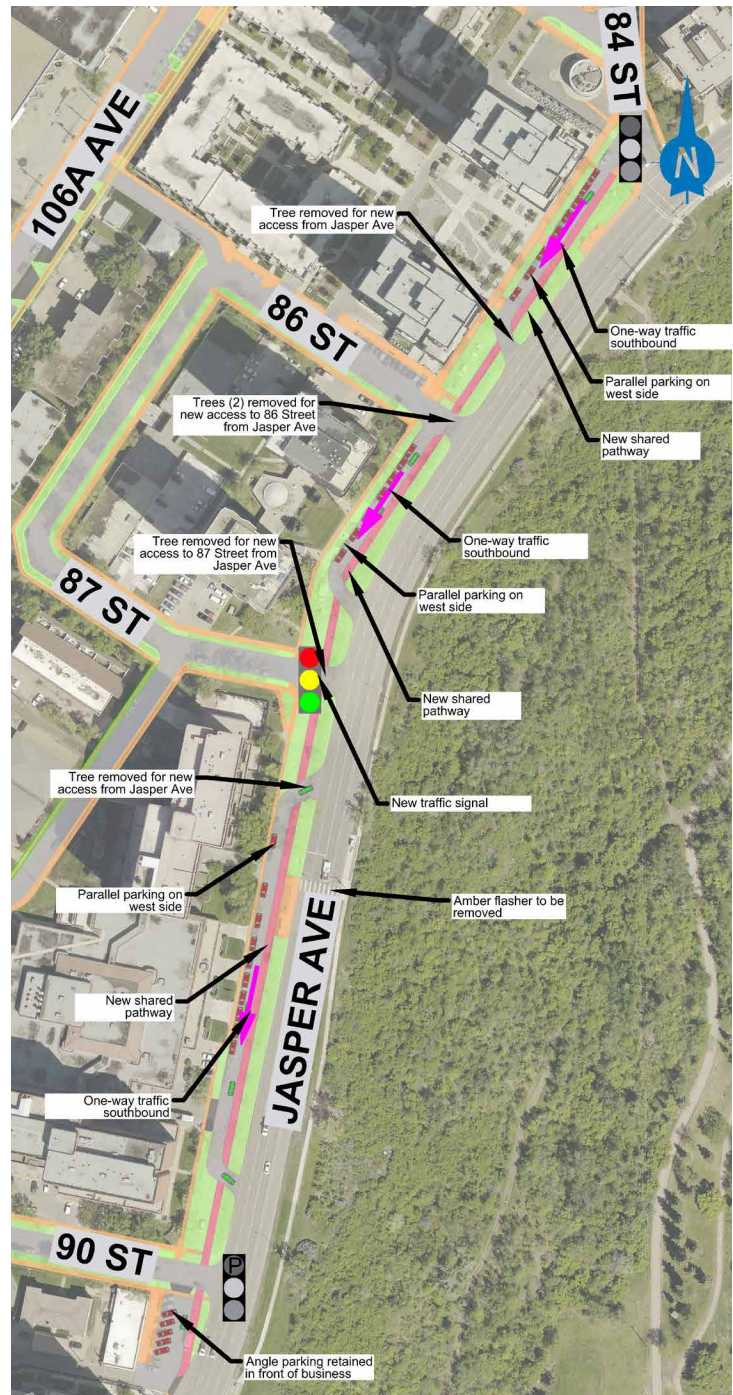 84 ST
N
106A AVE
Tree removed for new
access from Jasper Ave
86 ST
One-way traffic
southbound
Parallel parking on
west side
Trees (2) removed for
new access to 86 Street
from Jasper Ave
New shared
pathway
Tree removed for new
access to 87 Street from
Jasper Ave
One-way traffic
southbound
87 ST
Parallel parking on
west side
New shared
pathway
Tree removed for new
access from Jasper Ave
New traffic signal
Parallel parking on
west side
Amber flasher to be
removed
New shared
pathway
JASPER AVE
One-way traffic
southbound
90 ST
P
Angle parking retained
in front of business